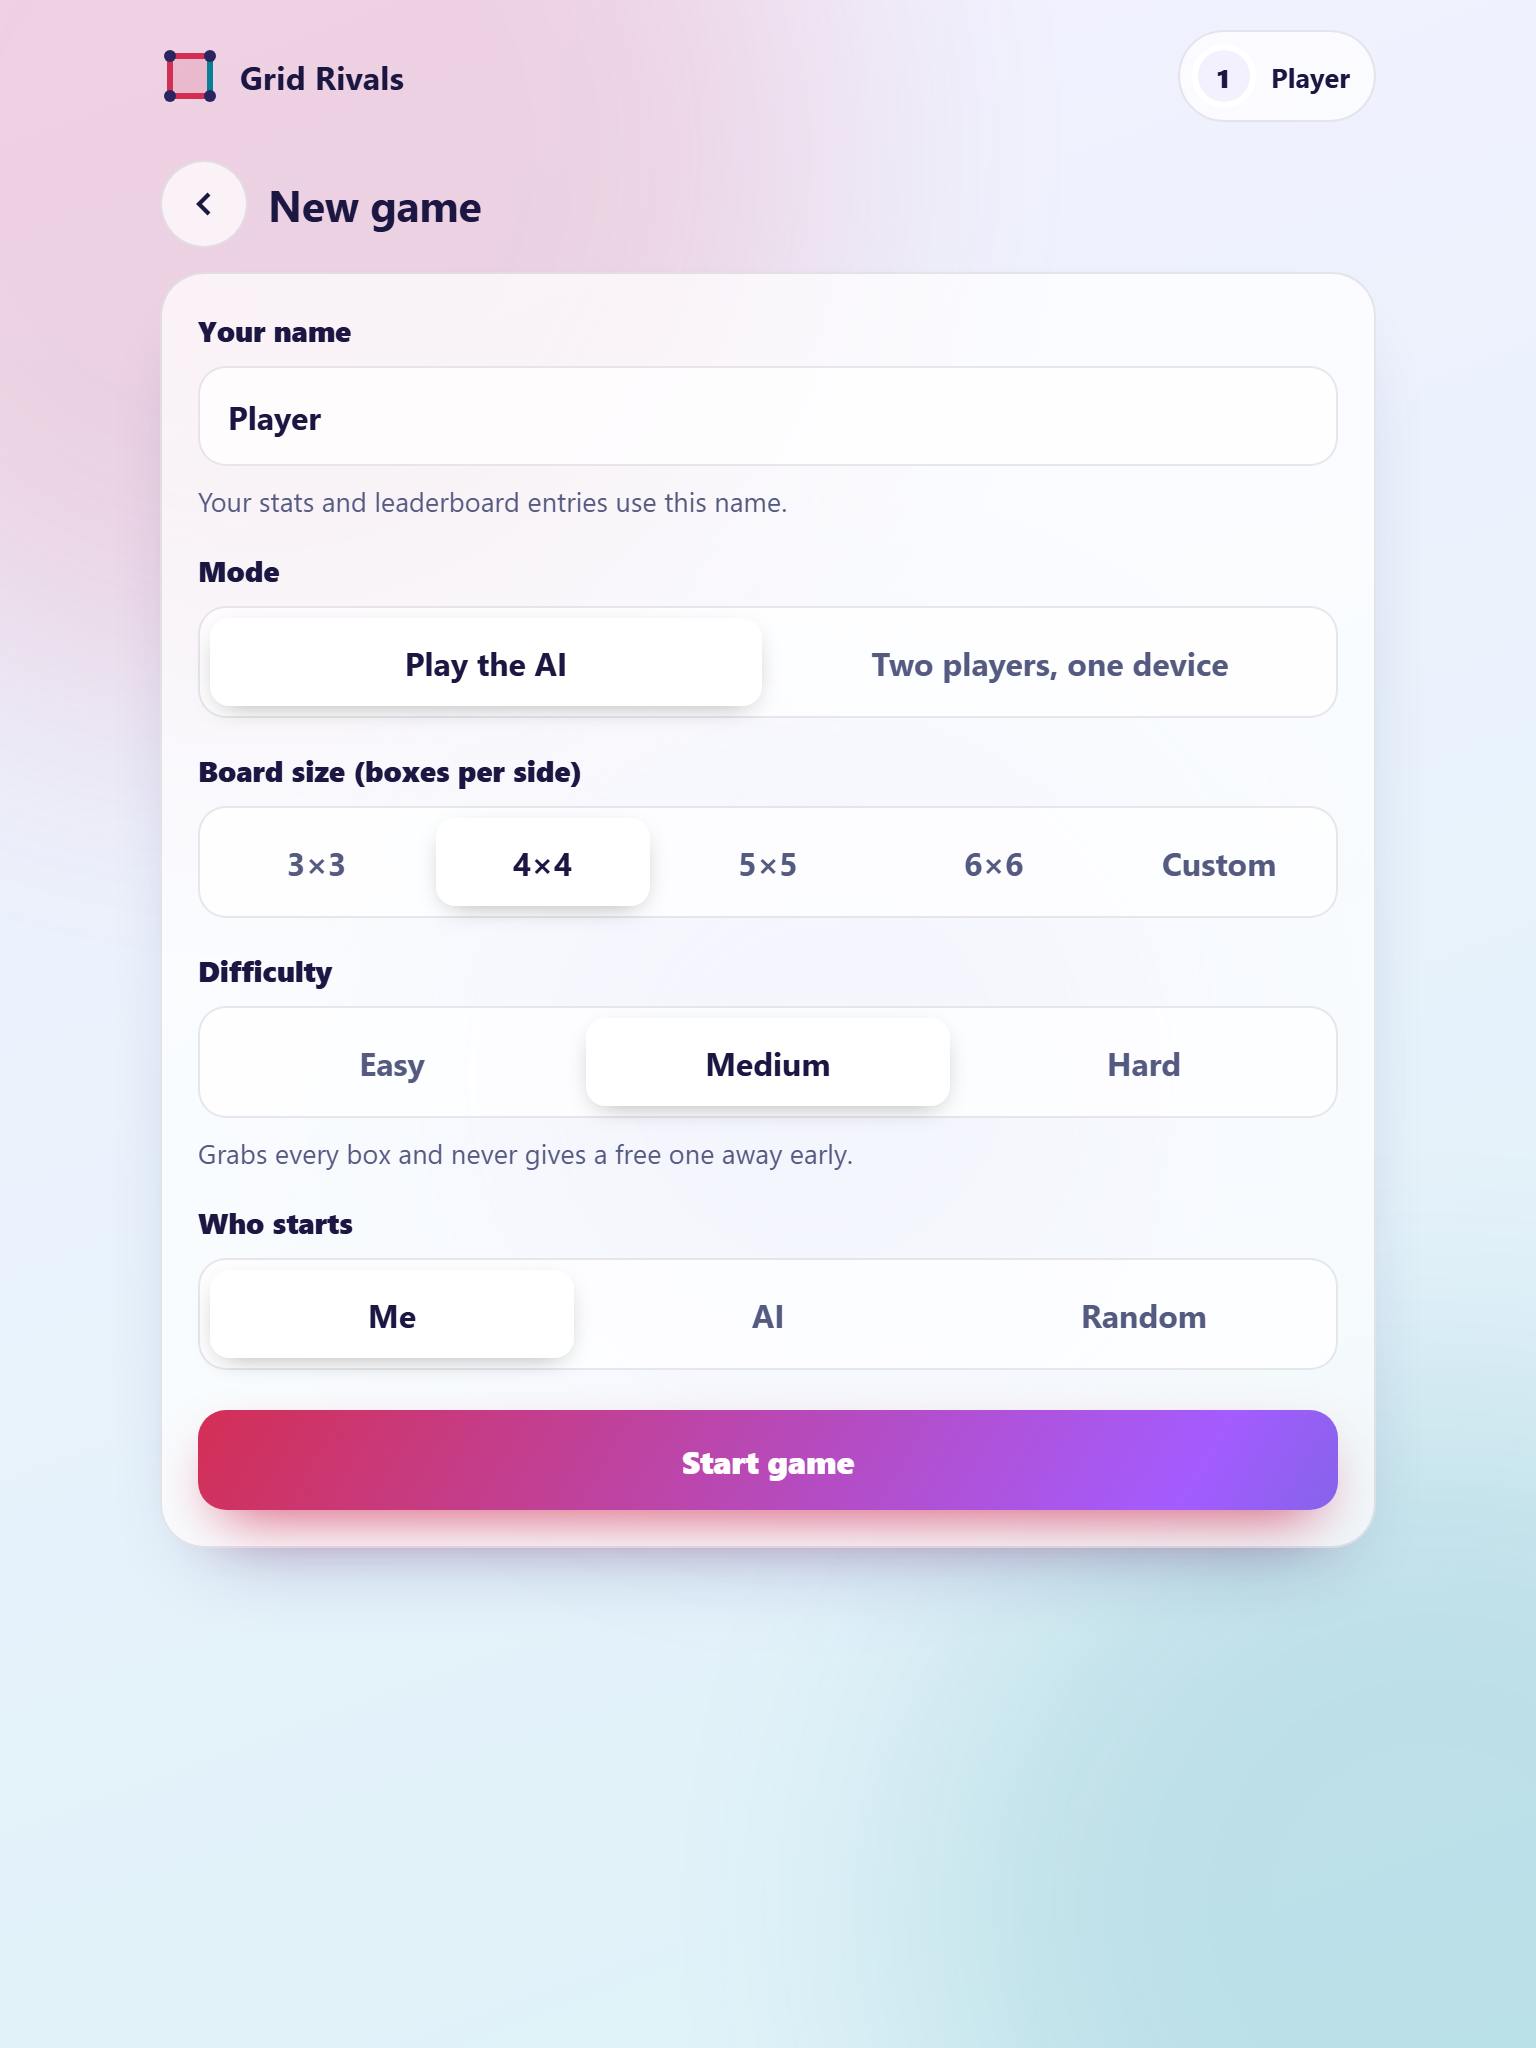 Grid Rivals
1 Player
New game
Your name
Player
Your stats and leaderboard entries use this name.
Mode
Play the AI Two players, one device
Board size (boxes per side)
3×3 4×4 5×5 6×6 Custom
Difficulty
Easy Medium Hard
Grabs every box and never gives a free one away early.
Who starts
Me AI Random
Start game